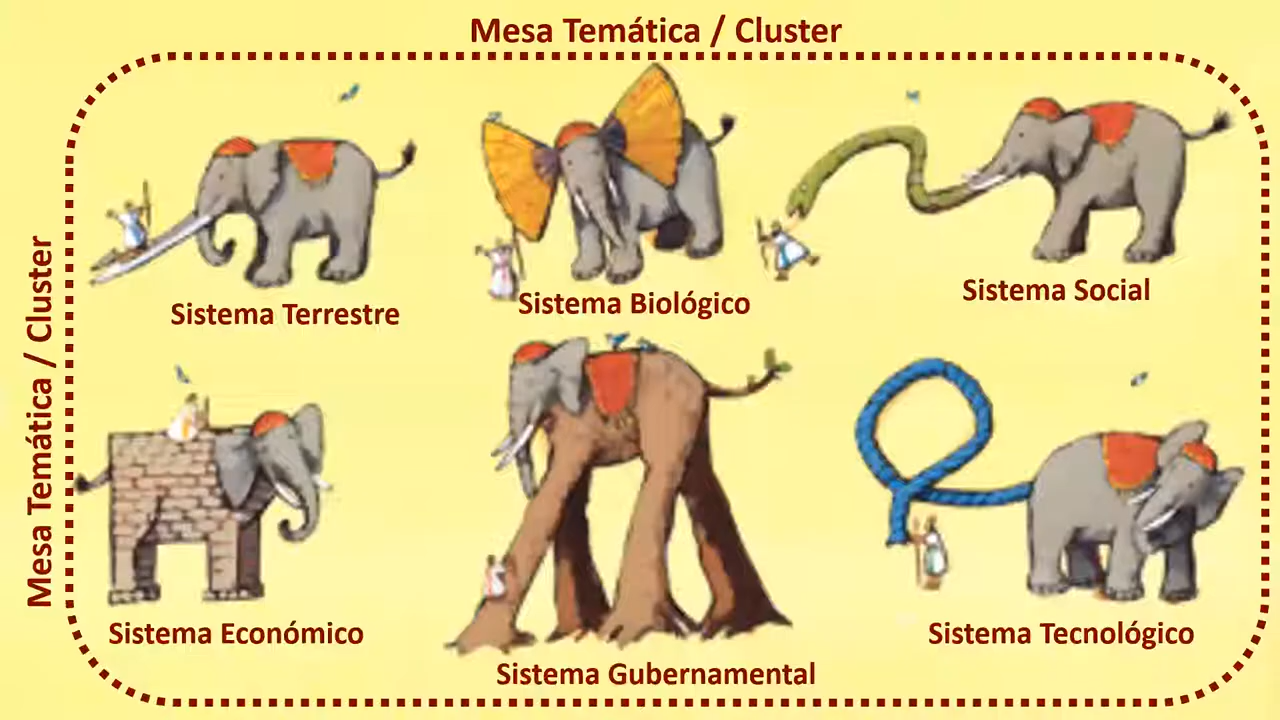 Mesa Temática / Cluster
Mesa Temática / Cluster
Sistema Terrestre
Sistema Biológico
Sistema Social
Sistema Económico
Sistema Gubernamental
Sistema Tecnológico